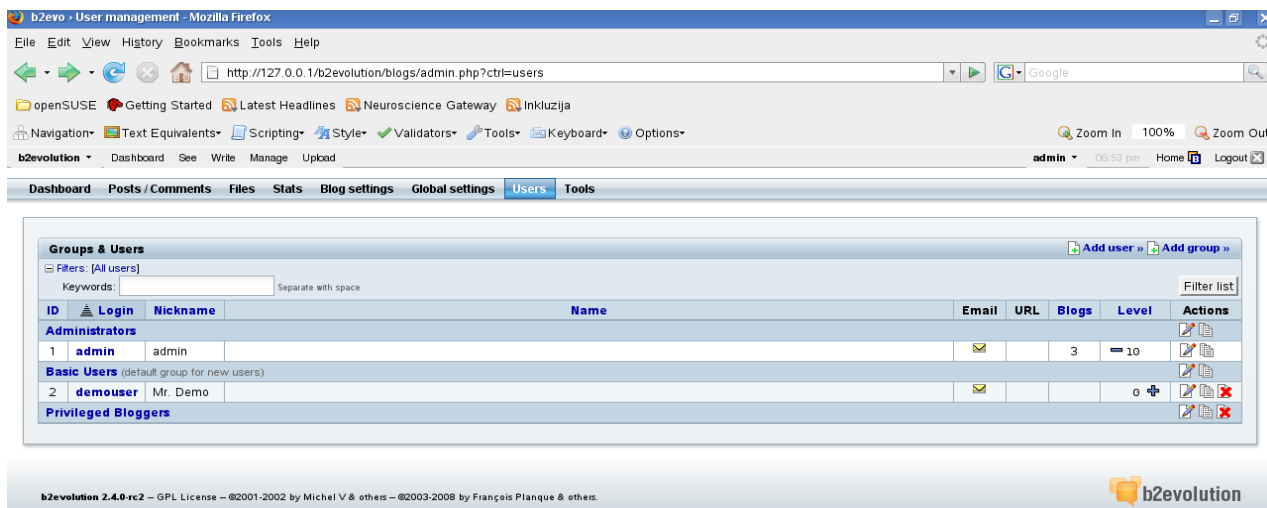 b2evo › User management - Mozilla Firefox
File Edit View History Bookmarks Tools Help
http://127.0.0.1/b2evolution/blogs/admin.php?ctrl=users G Google
openSUSE Getting Started Latest Headlines Neuroscience Gateway Inkluzija
Navigation Text Equivalents Scripting Style Validators Tools Keyboard Options Zoom In 100% Zoom Out
b2evolution Dashboard See Write Manage Upload admin 06:53 pm Home Logout
Dashboard Posts / Comments Files Stats Blog settings Global settings Users Tools
Groups & Users Add user » Add group »
Filters: [All users]
Keywords: Separate with space Filter list
ID Login Nickname Name Email URL Blogs Level Actions
Administrators
1 admin admin 3 10
Basic Users (default group for new users)
2 demouser Mr. Demo 0
Privileged Bloggers
b2evolution 2.4.0-rc2 – GPL License – ©2001-2002 by Michel V & others – ©2003-2008 by François Planque & others.
b2evolution